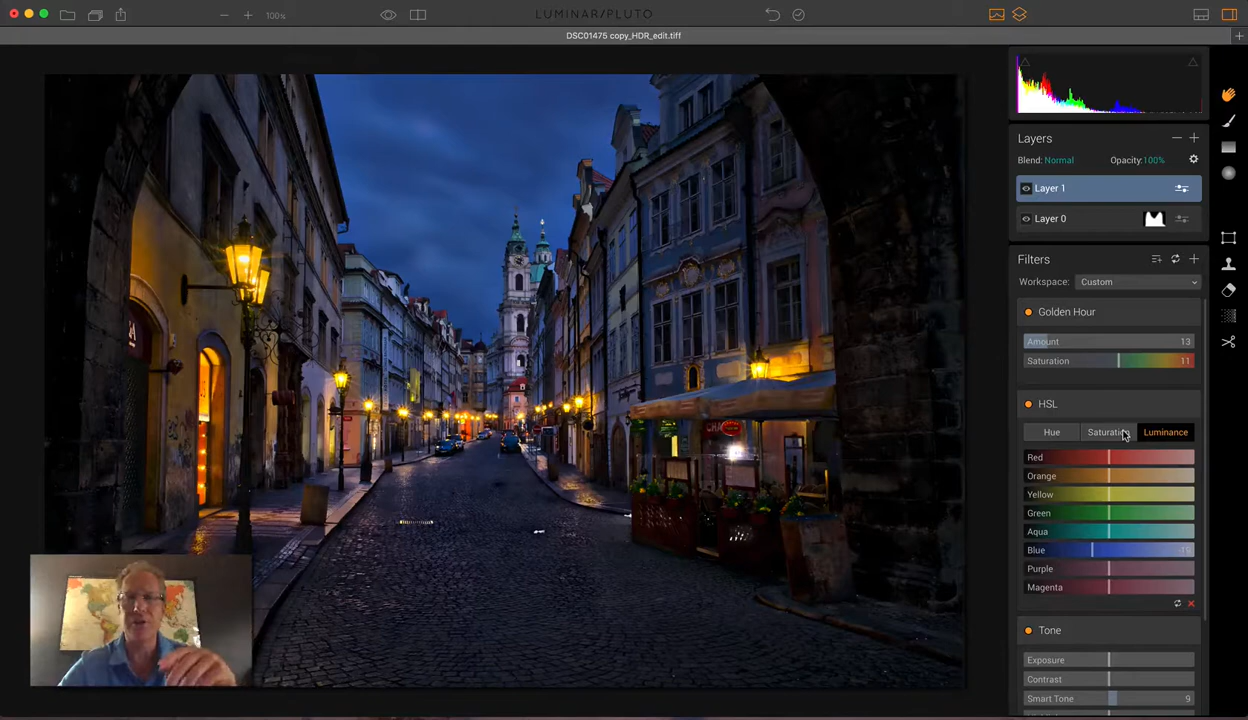 100%
LUMINAR/PLUTO
DSC01475 copy_HDR_edit.tiff
Layers
Blend: Normal Opacity: 100%
Layer 1
Layer 0
Filters
Workspace: Custom
Golden Hour
Amount 13
Saturation 11
HSL
Hue Saturation Luminance
Red
Orange
Yellow
Green
Aqua
Blue
Purple
Magenta
Tone
Exposure
Contrast
Smart Tone 9